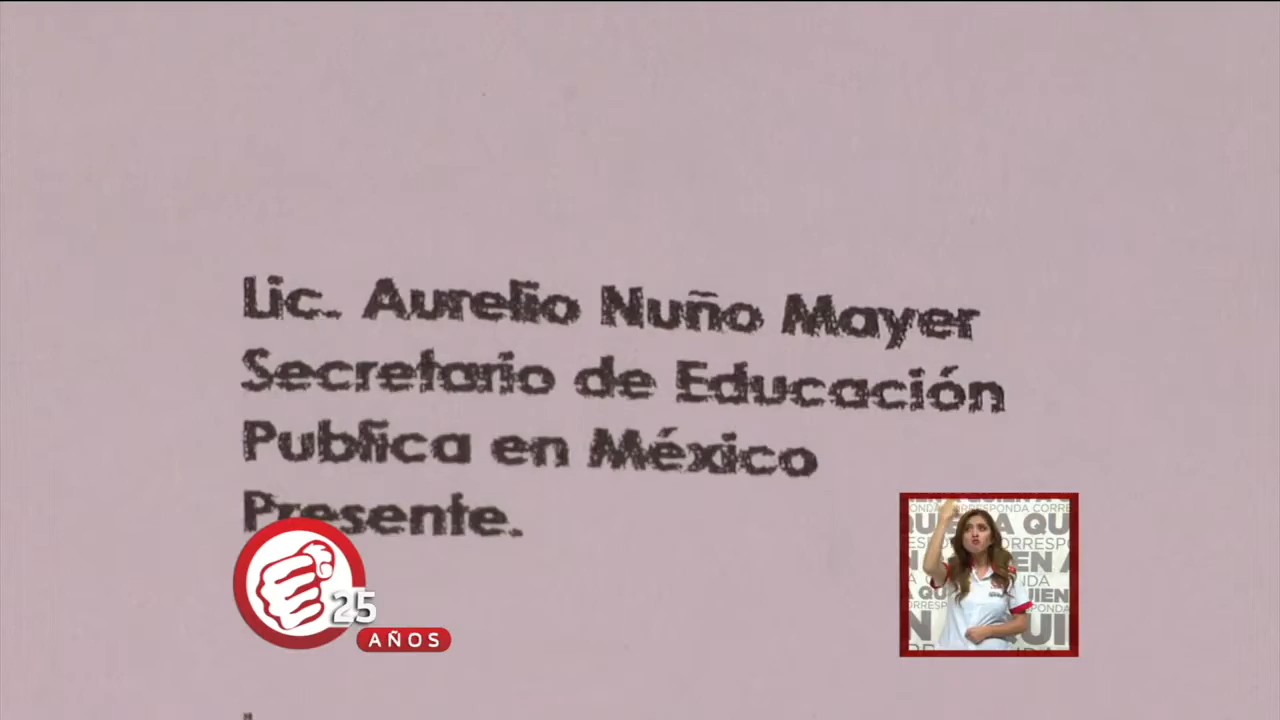 Lic. Aurelio Nuño Mayer
Secretario de Educación
Publica en México
Presente.
25
AÑOS